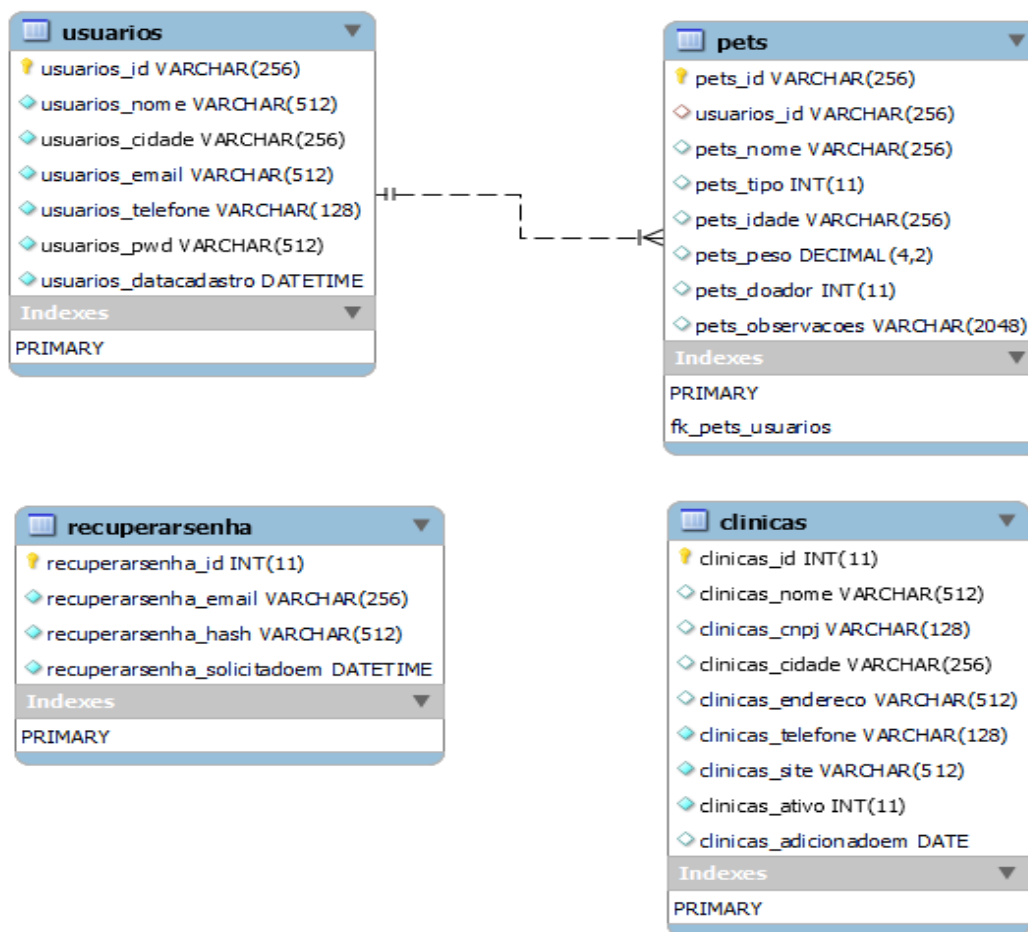 usuarios
usuarios_id VARCHAR(256)
usuarios_nome VARCHAR(512)
usuarios_cidade VARCHAR(256)
usuarios_email VARCHAR(512)
usuarios_telefone VARCHAR(128)
usuarios_pwd VARCHAR(512)
usuarios_datacadastro DATETIME
Indexes
PRIMARY
pets
pets_id VARCHAR(256)
usuarios_id VARCHAR(256)
pets_nome VARCHAR(256)
pets_tipo INT(11)
pets_idade VARCHAR(256)
pets_peso DECIMAL(4,2)
pets_doador INT(11)
pets_observacoes VARCHAR(2048)
Indexes
PRIMARY
fk_pets_usuarios
recuperarsenha
recuperarsenha_id INT(11)
recuperarsenha_email VARCHAR(256)
recuperarsenha_hash VARCHAR(512)
recuperarsenha_solicitadoem DATETIME
Indexes
PRIMARY
clinicas
clinicas_id INT(11)
clinicas_nome VARCHAR(512)
clinicas_cnpj VARCHAR(128)
clinicas_cidade VARCHAR(256)
clinicas_endereco VARCHAR(512)
clinicas_telefone VARCHAR(128)
clinicas_site VARCHAR(512)
clinicas_ativo INT(11)
clinicas_adicionadoem DATE
Indexes
PRIMARY